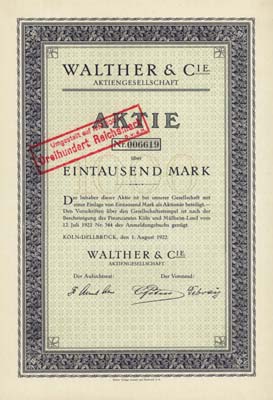 WALTHER & CIE.
AKTIENGESELLSCHAFT
AKTIE
Umgestellt auf
Dreihundert Reichsmark
Nr. 006619
über
EINTAUSEND MARK
Der Inhaber dieser Aktie ist bei unserer Gesellschaft mit
einer Einlage von Eintausend Mark als Aktionär beteiligt.
Den Vorschriften über den Gesellschaftsstempel ist nach der
Bescheinigung des Finanzamtes Köln und Mülheim-Land vom
12. Juli 1922 Nr. 544 des Anmeldungsbuchs genügt.
KÖLN-DELLBRÜCK, den 1. August 1922.
WALTHER & CIE.
AKTIENGESELLSCHAFT
Der Aufsichtsrat: Der Vorstand: